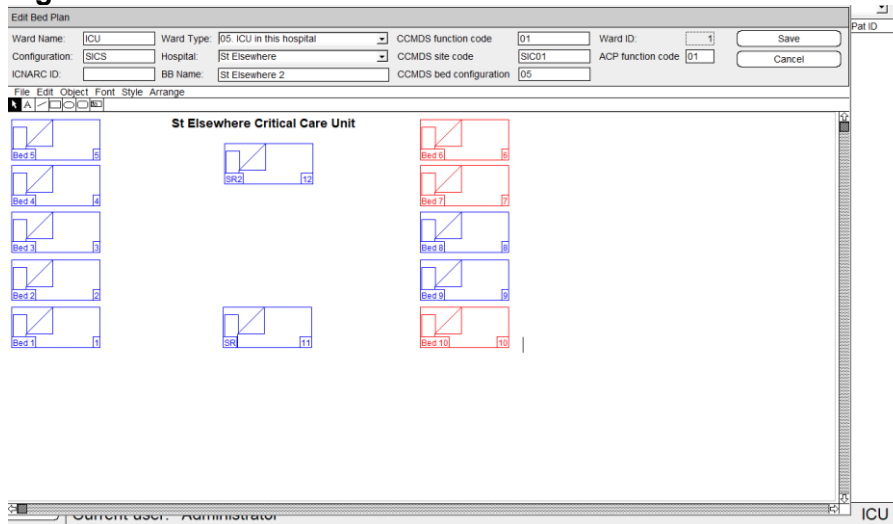 Edit Bed Plan
Pat ID
Ward Name: ICU Ward Type: 05. ICU in this hospital CCMDS function code 01 Ward ID: 1 Save
Configuration: SICS Hospital: St Elsewhere CCMDS site code SIC01 ACP function code 01 Cancel
ICNARC ID: BB Name: St Elsewhere 2 CCMDS bed configuration 05
File Edit Object Font Style Arrange
A
St Elsewhere Critical Care Unit
Bed 5 5
Bed 6 6
SR2 12
Bed 4 4
Bed 7 7
Bed 3 3
Bed 8 8
Bed 2 2
Bed 9 9
Bed 1 1
SR 11
Bed 10 10
Current user: Administrator
ICU